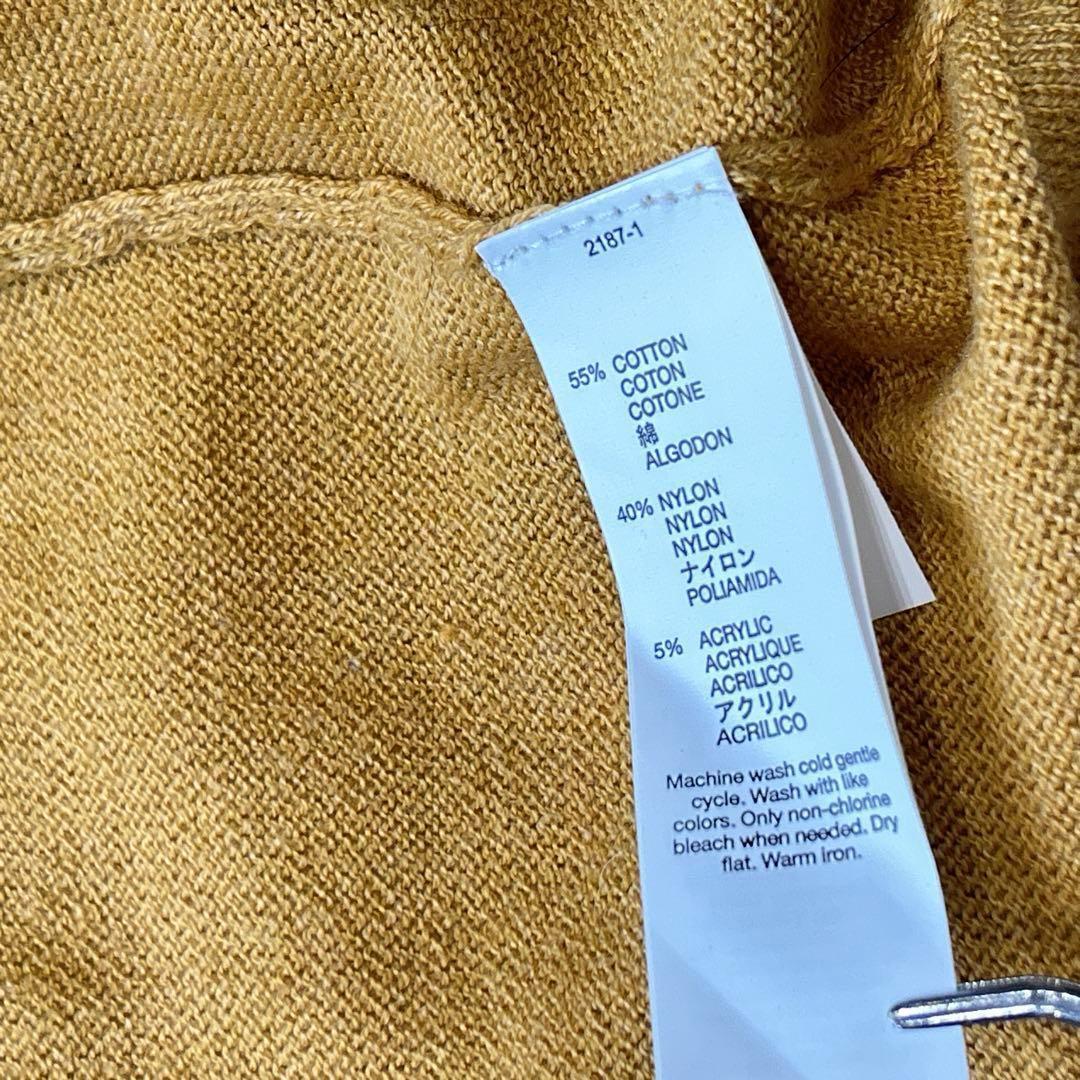 2187-1
55% COTTON
COTON
COTONE
綿
ALGODON
40% NYLON
NYLON
NYLON
ナイロン
POLIAMIDA
5% ACRYLIC
ACRYLIQUE
ACRILICO
アクリル
ACRILICO
Machine wash cold gentle
cycle. Wash with like
colors. Only non-chlorine
bleach when needed. Dry
flat. Warm iron.